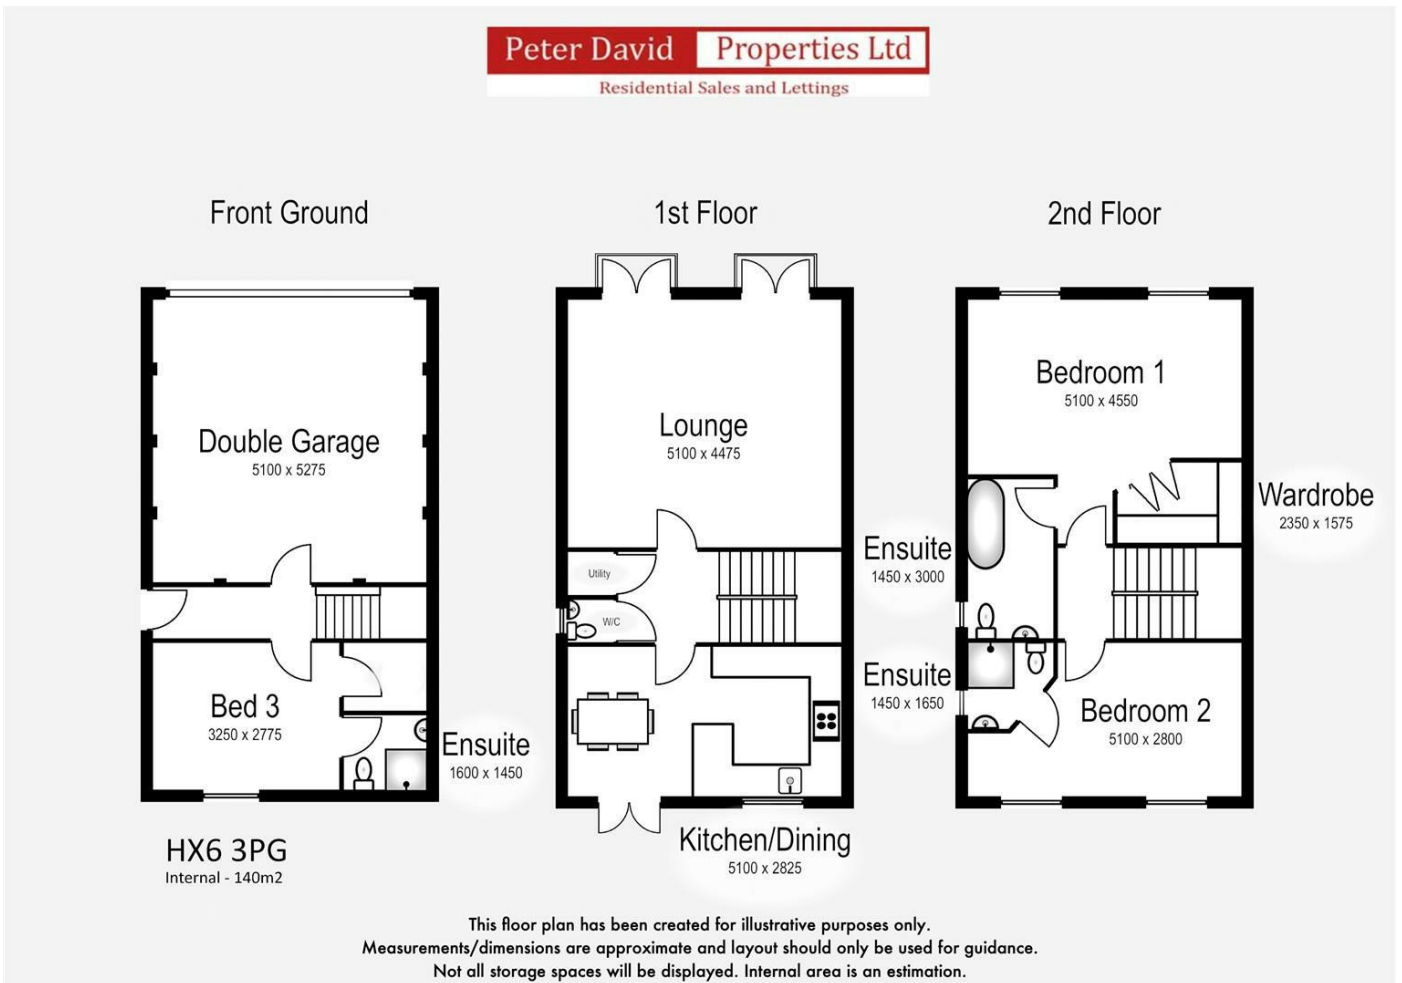 Peter David Properties Ltd
Residential Sales and Lettings
Front Ground
1st Floor
2nd Floor
Double Garage
5100 x 5275
Bed 3
3250 x 2775
Ensuite
1600 x 1450
HX6 3PG
Internal - 140m2
Lounge
5100 x 4475
Utility
W/C
Kitchen/Dining
5100 x 2825
Bedroom 1
5100 x 4550
Wardrobe
2350 x 1575
Ensuite
1450 x 3000
Ensuite
1450 x 1650
Bedroom 2
5100 x 2800
This floor plan has been created for illustrative purposes only.
Measurements/dimensions are approximate and layout should only be used for guidance.
Not all storage spaces will be displayed. Internal area is an estimation.